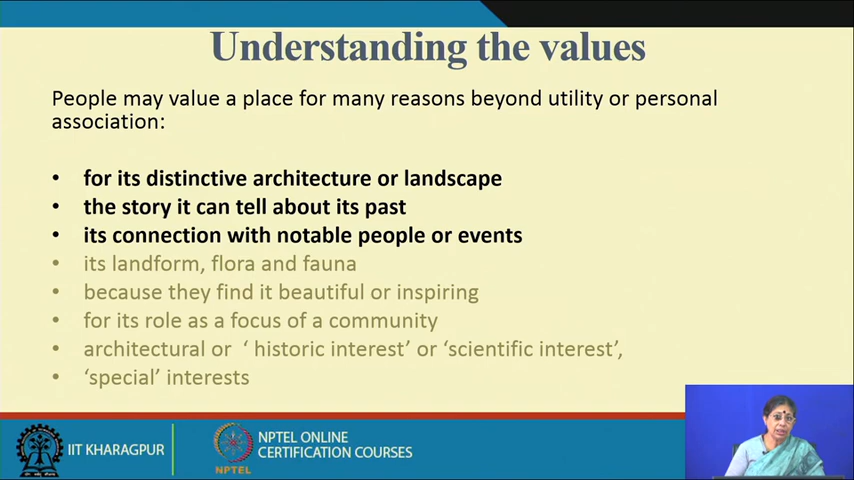 Understanding the values
People may value a place for many reasons beyond utility or personal
association:
• for its distinctive architecture or landscape
• the story it can tell about its past
• its connection with notable people or events
• its landform, flora and fauna
• because they find it beautiful or inspiring
• for its role as a focus of a community
• architectural or ‘ historic interest’ or ‘scientific interest’,
• ‘special’ interests
IIT KHARAGPUR
NPTEL
NPTEL ONLINE
CERTIFICATION COURSES